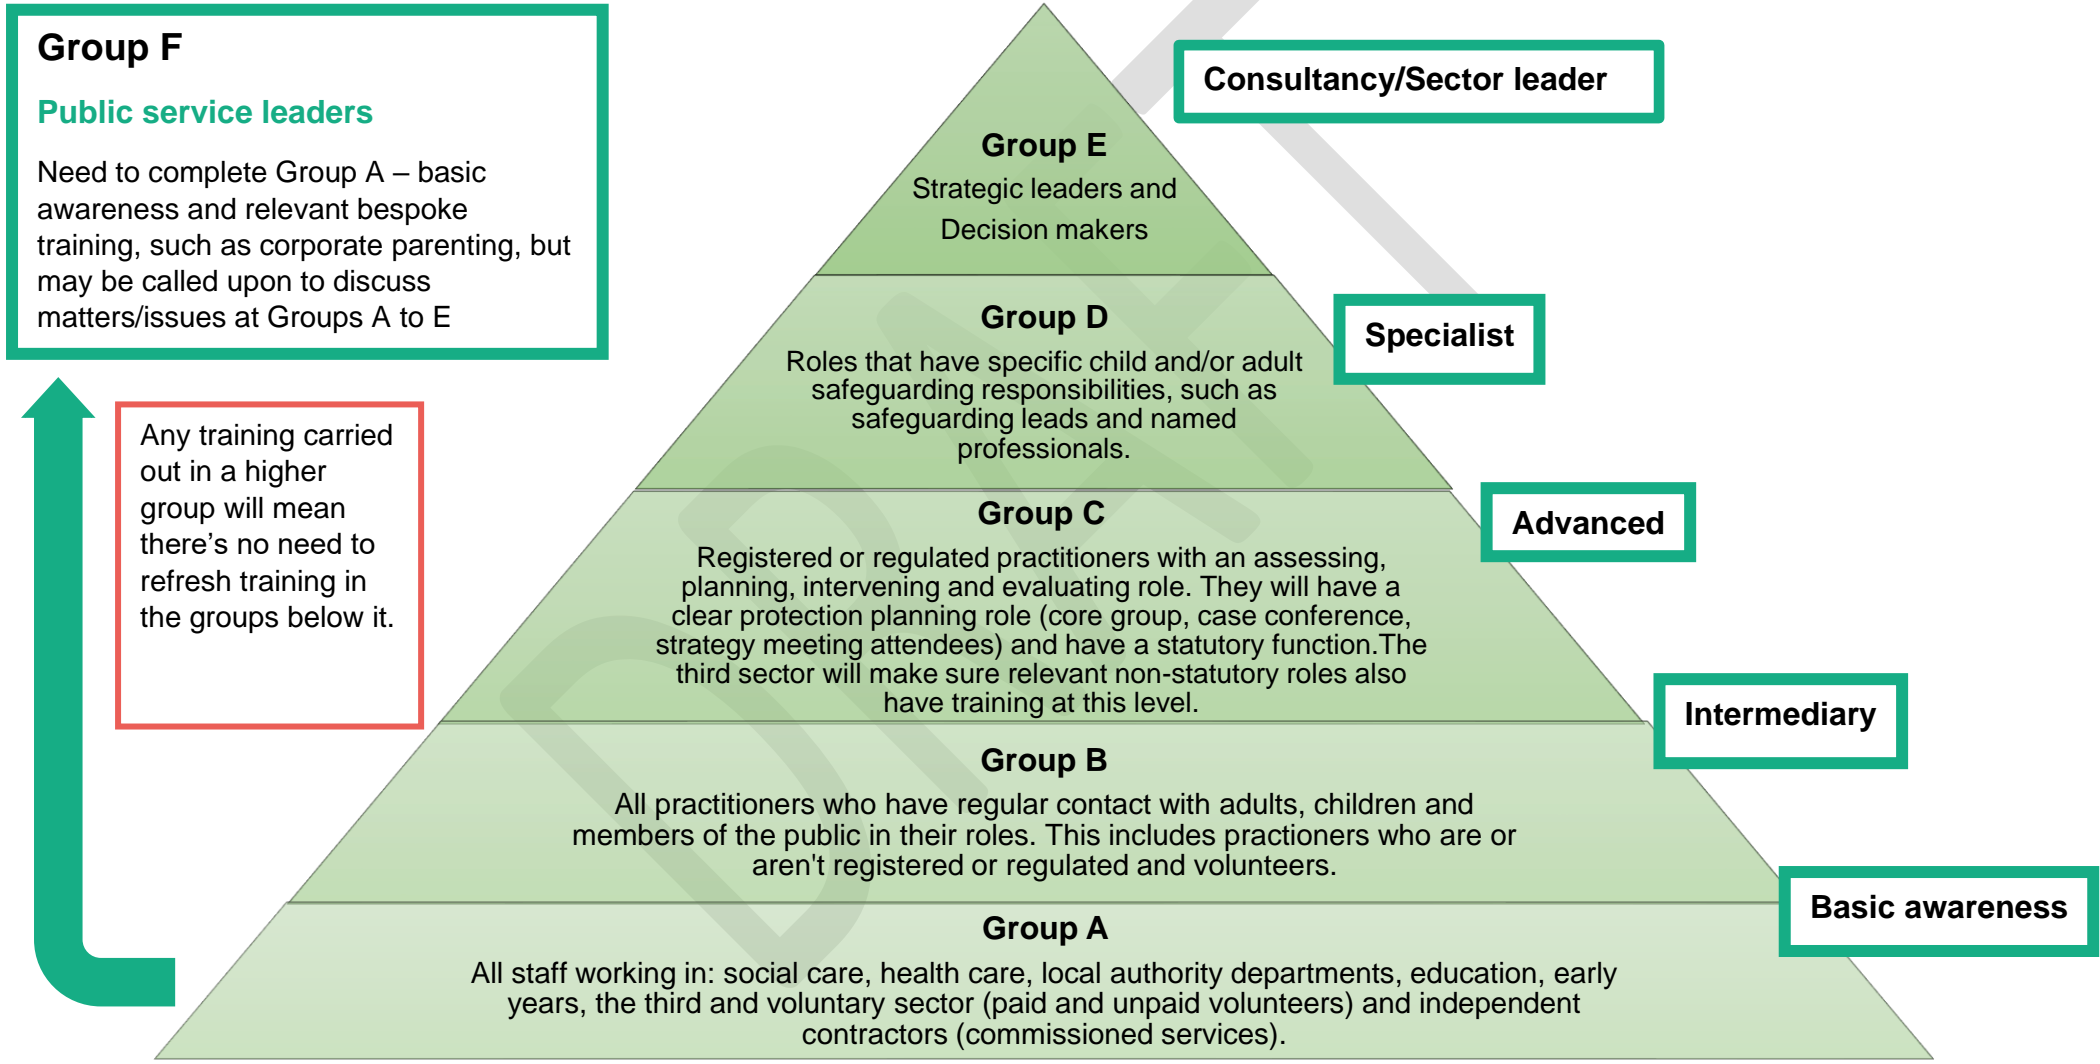 Group F
Public service leaders
Need to complete Group A – basic
awareness and relevant bespoke
training, such as corporate parenting, but
may be called upon to discuss
matters/issues at Groups A to E
Any training carried
out in a higher
group will mean
there’s no need to
refresh training in
the groups below it.
Consultancy/Sector leader
Group E
Strategic leaders and
Decision makers
Specialist
Group D
Roles that have specific child and/or adult
safeguarding responsibilities, such as
safeguarding leads and named
professionals.
Advanced
Group C
Registered or regulated practitioners with an assessing,
planning, intervening and evaluating role. They will have a
clear protection planning role (core group, case conference,
strategy meeting attendees) and have a statutory function.The
third sector will make sure relevant non-statutory roles also
have training at this level.
Intermediary
Group B
All practitioners who have regular contact with adults, children and
members of the public in their roles. This includes practioners who are or
aren't registered or regulated and volunteers.
Basic awareness
Group A
All staff working in: social care, health care, local authority departments, education, early
years, the third and voluntary sector (paid and unpaid volunteers) and independent
contractors (commissioned services).
DRAFT